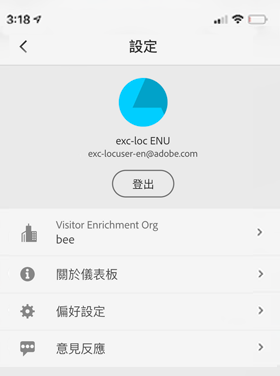 3:18
設定
exc-loc ENU
exc-locuser-en@adobe.com
登出
Visitor Enrichment Org
bee
關於儀表板
偏好設定
意見反應